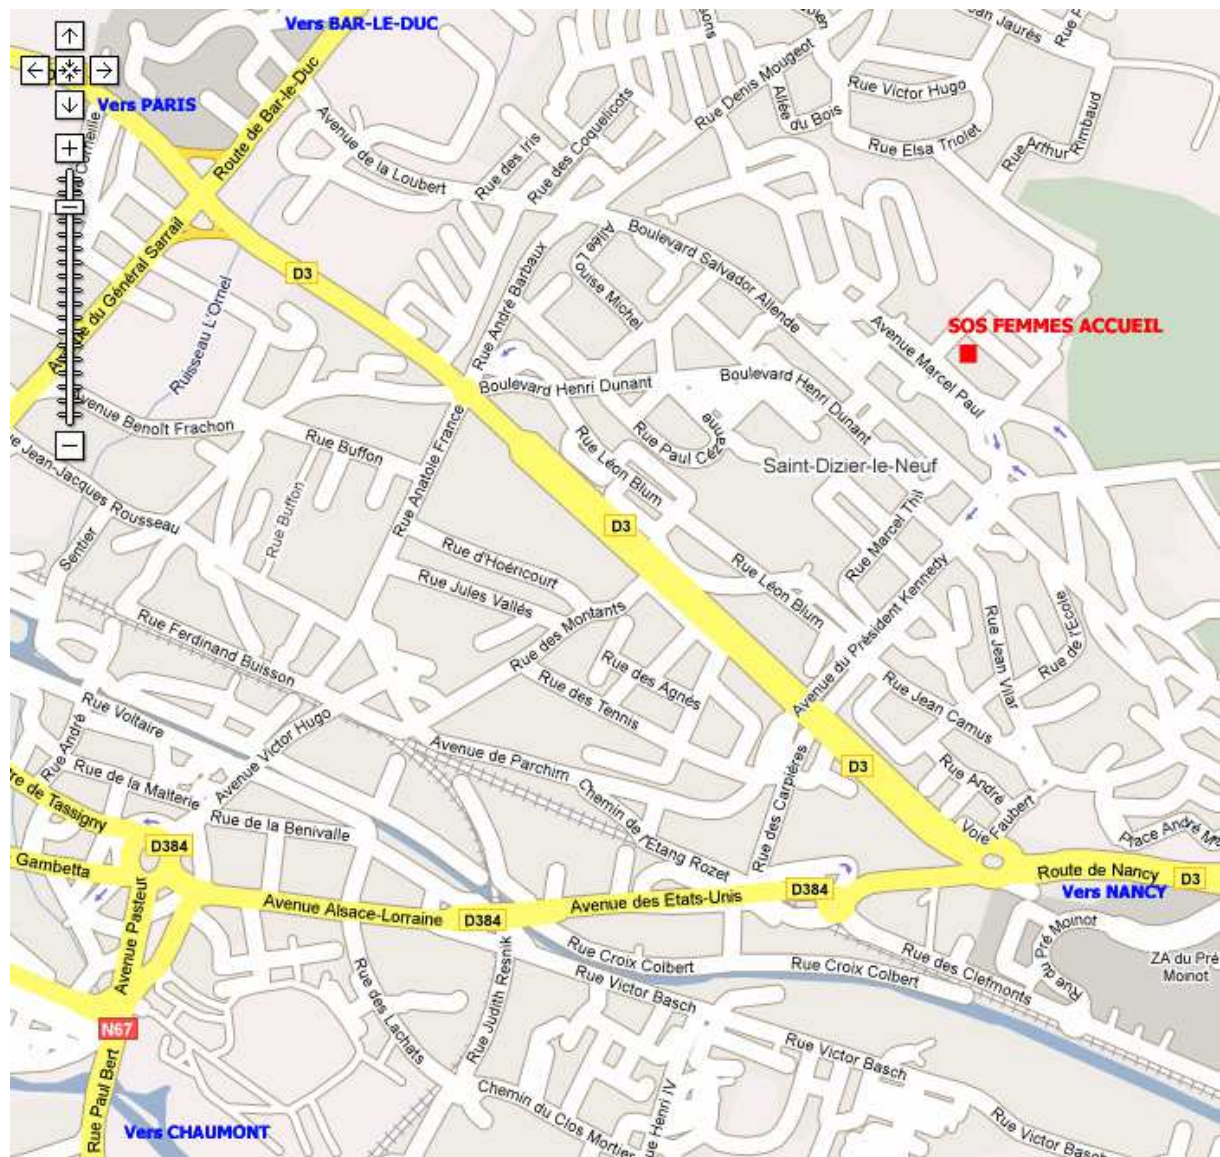 Vers BAR-LE-DUC
Jean Jaurès
Rue Denis Mougeot
Rue Victor Hugo
Allée du Bois
Rue Elsa Triolet
Rue Arthur Rimbaud
Vers PARIS
Route de Bar-le-Duc
Avenue de la Loubert
Rue des Iris
Rue des Coquelicots
Avenue du Général Sarrail
Ruisseau L'Ornel
D3
Rue André Barbaux
Allée Louise Michel
Boulevard Salvador Allende
Avenue Marcel Paul
SOS FEMMES ACCUEIL
Boulevard Henri Dunant
Boulevard Henri Dunant
Avenue Benoît Frachon
Rue Jean-Jacques Rousseau
Rue Buffon
Rue Buffon
Rue Anatole France
Rue Léon Blum
Rue Paul Cézanne
Saint-Dizier-le-Neuf
Rue Marcel Thil
D3
Sentier
Rue d'Hoéricourt
Rue Jules Vallés
Rue des Montants
Rue Léon Blum
Avenue du Président Kennedy
Rue Jean Vilar
Rue de l'Ecole
Rue Ferdinand Buisson
Rue des Agnés
Rue des Tennis
Rue Jean Camus
Rue Voltaire
Rue André
Avenue Victor Hugo
Rue de la Malterie
Avenue de Parchim
Chemin de l'Etang Rozet
Rue des Carpières
D3
Rue André
Voie Faubert
Place André
de Tassigny
Rue de la Benivalle
D384
Gambetta
Avenue Pasteur
Avenue Alsace-Lorraine
D384
Avenue des Etats-Unis
D384
Route de Nancy
D3
Vers NANCY
Rue Croix Colbert
Rue Croix Colbert
Rue des Clefmonts
Rue du Pré Moinot
ZA du Pré
Moinot
Rue Victor Basch
Rue Judith Resnik
Rue des Lachats
N67
Rue Paul Bert
Rue Victor Basch
Chemin du Clos Mortier
Rue Henri IV
Rue Victor Basch
Vers CHAUMONT